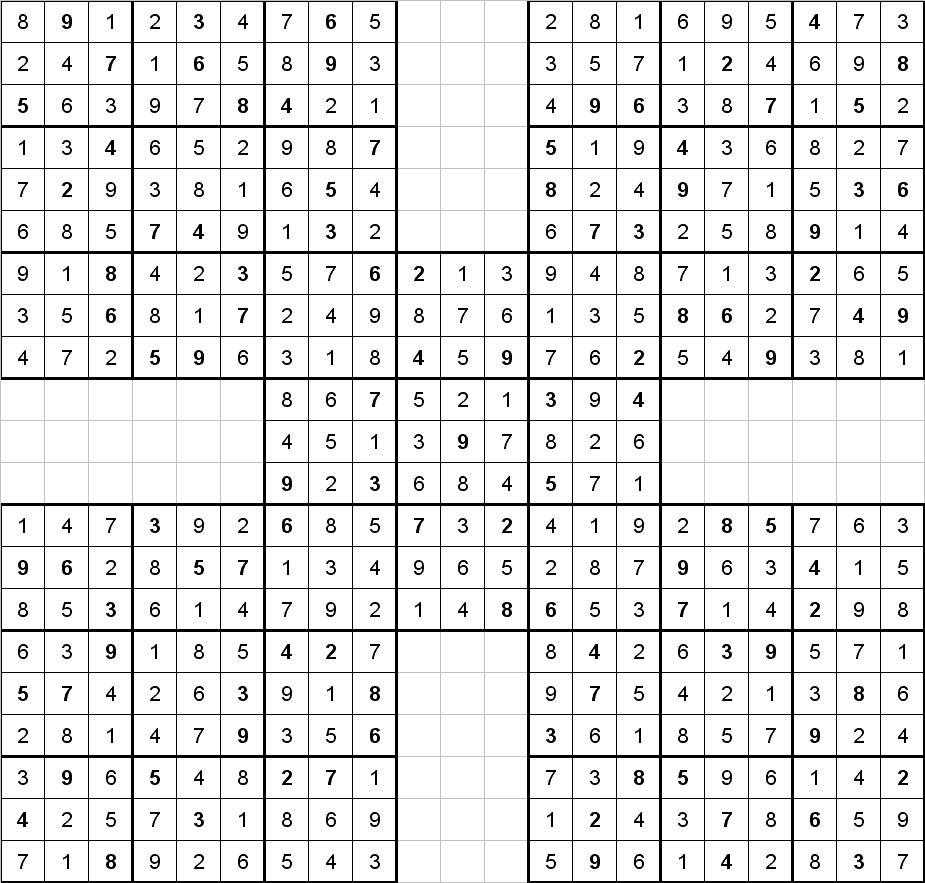 8 9 1 2 3 4 7 6 5 2 8 1 6 9 5 4 7 3
2 4 7 1 6 5 8 9 3 3 5 7 1 2 4 6 9 8
5 6 3 9 7 8 4 2 1 4 9 6 3 8 7 1 5 2
1 3 4 6 5 2 9 8 7 5 1 9 4 3 6 8 2 7
7 2 9 3 8 1 6 5 4 8 2 4 9 7 1 5 3 6
6 8 5 7 4 9 1 3 2 6 7 3 2 5 8 9 1 4
9 1 8 4 2 3 5 7 6 2 1 3 9 4 8 7 1 3 2 6 5
3 5 6 8 1 7 2 4 9 8 7 6 1 3 5 8 6 2 7 4 9
4 7 2 5 9 6 3 1 8 4 5 9 7 6 2 5 4 9 3 8 1
8 6 7 5 2 1 3 9 4
4 5 1 3 9 7 8 2 6
9 2 3 6 8 4 5 7 1
1 4 7 3 9 2 6 8 5 7 3 2 4 1 9 2 8 5 7 6 3
9 6 2 8 5 7 1 3 4 9 6 5 2 8 7 9 6 3 4 1 5
8 5 3 6 1 4 7 9 2 1 4 8 6 5 3 7 1 4 2 9 8
6 3 9 1 8 5 4 2 7 8 4 2 6 3 9 5 7 1
5 7 4 2 6 3 9 1 8 9 7 5 4 2 1 3 8 6
2 8 1 4 7 9 3 5 6 3 6 1 8 5 7 9 2 4
3 9 6 5 4 8 2 7 1 7 3 8 5 9 6 1 4 2
4 2 5 7 3 1 8 6 9 1 2 4 3 7 8 6 5 9
7 1 8 9 2 6 5 4 3 5 9 6 1 4 2 8 3 7